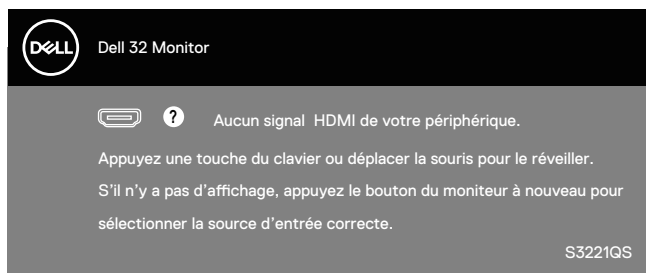 DELL
Dell 32 Monitor
? Aucun signal HDMI de votre périphérique.
Appuyez une touche du clavier ou déplacer la souris pour le réveiller.
S’il n’y a pas d’affichage, appuyez le bouton du moniteur à nouveau pour
sélectionner la source d’entrée correcte.
S3221QS